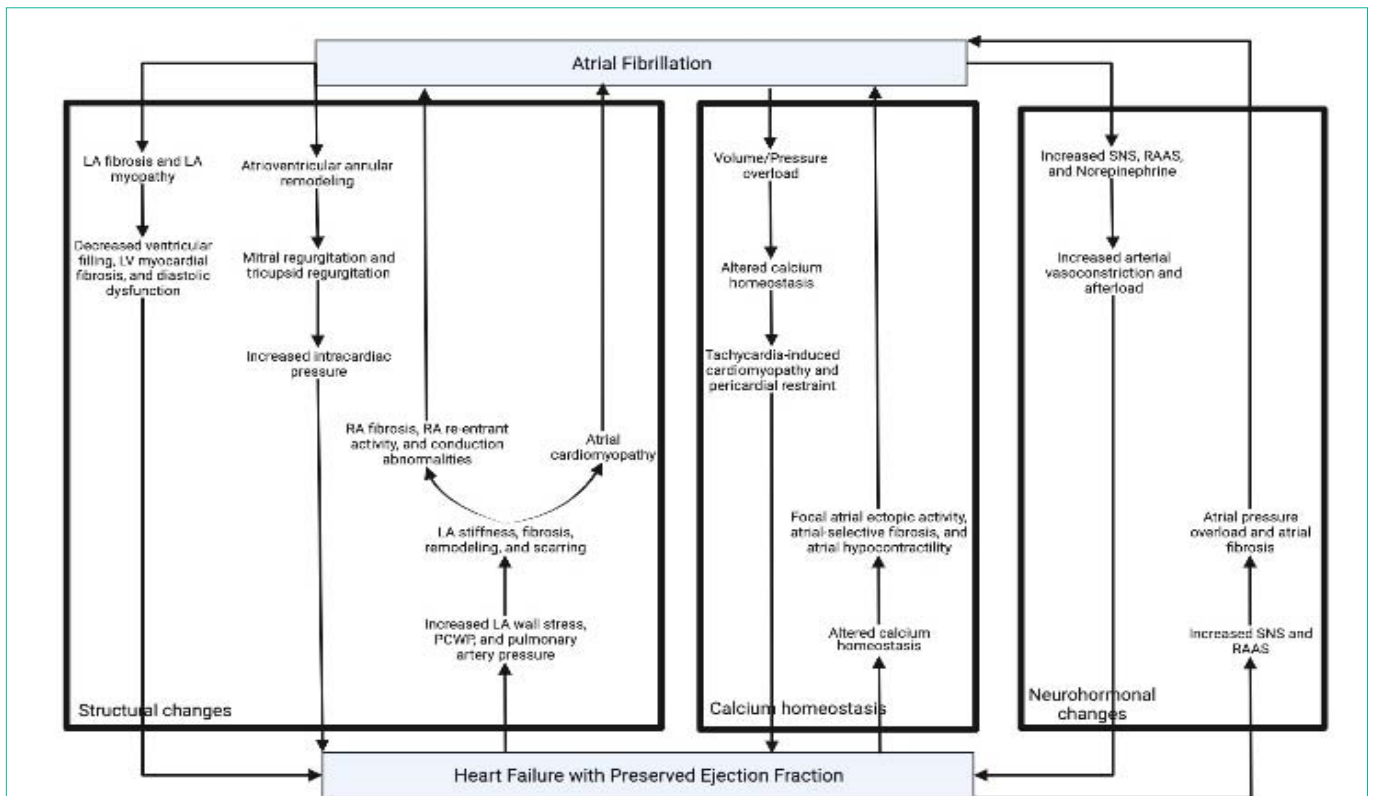 Atrial Fibrillation
LA fibrosis and LA
myopathy
Decreased ventricular
filling, LV myocardial
fibrosis, and diastolic
dysfunction
Atrioventricular annular
remodeling
Mitral regurgitation and
tricupsid regurgitation
Increased intracardiac
pressure
RA fibrosis, RA re-entrant
activity, and conduction
abnormalities
Atrial
cardiomyopathy
LA stiffness, fibrosis,
remodeling, and scarring
Increased LA wall stress,
PCWP, and pulmonary
artery pressure
Structural changes
Volume/Pressure
overload
Altered calcium
homeostasis
Tachycardia-induced
cardiomyopathy and
pericardial restraint
Focal atrial ectopic activity,
atrial-selective fibrosis, and
atrial hypocontractility
Altered calcium
homeostasis
Calcium homeostasis
Increased SNS, RAAS,
and Norepinephrine
Increased arterial
vasoconstriction and
afterload
Atrial pressure
overload and atrial
fibrosis
Increased SNS and
RAAS
Neurohormonal
changes
Heart Failure with Preserved Ejection Fraction